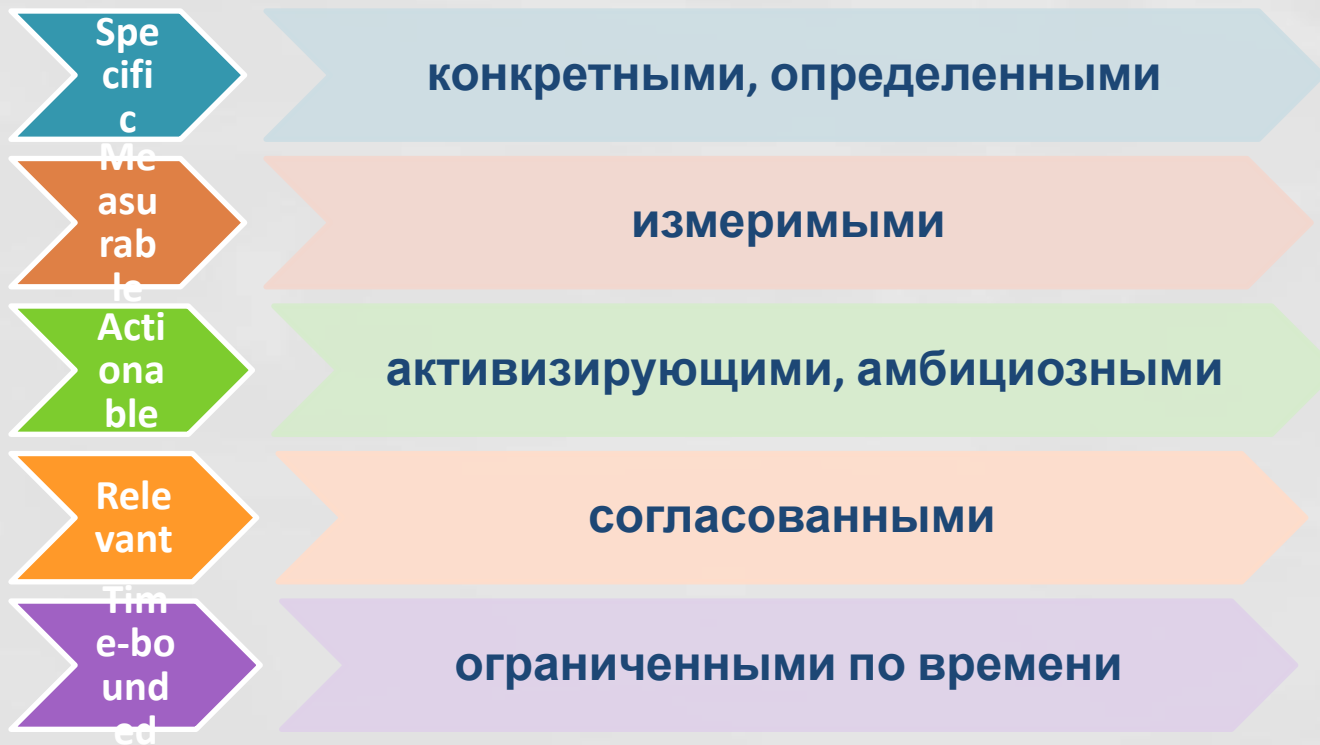 Spe
cifi
c
конкретными, определенными
Me
asu
rab
le
измеримыми
Acti
ona
ble
активизирующими, амбициозными
Rele
vant
согласованными
Tim
e-bo
und
ed
ограниченными по времени